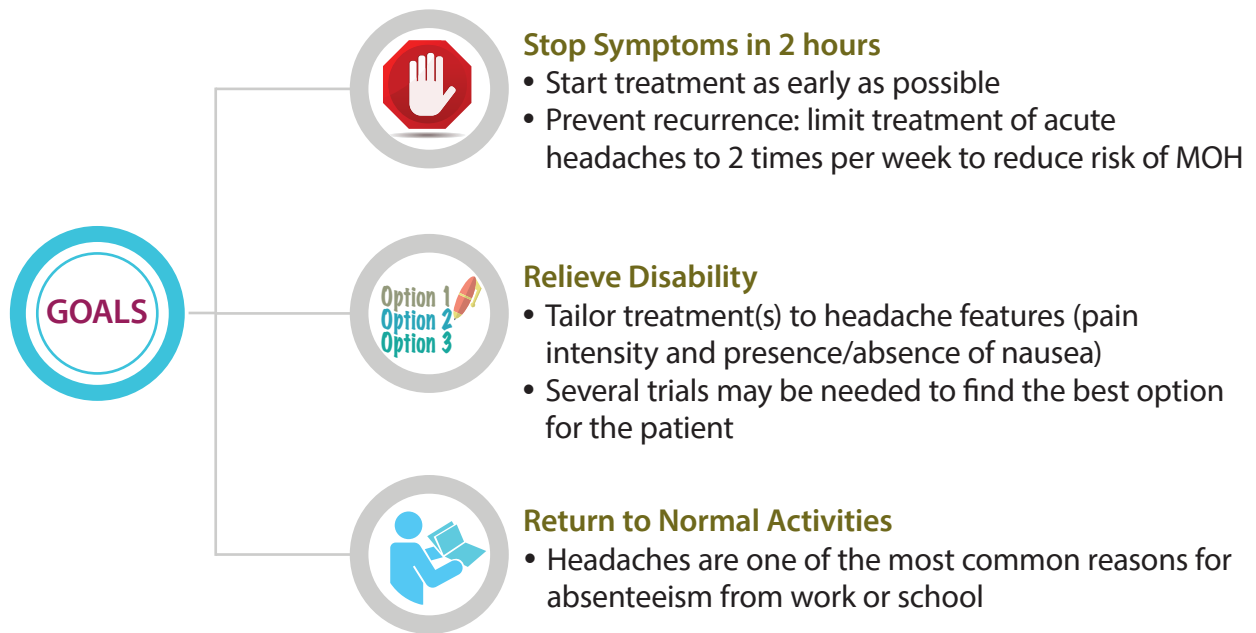 Stop Symptoms in 2 hours
• Start treatment as early as possible
• Prevent recurrence: limit treatment of acute
headaches to 2 times per week to reduce risk of MOH
GOALS
Option 1
Option 2
Option 3
Relieve Disability
• Tailor treatment(s) to headache features (pain
intensity and presence/absence of nausea)
• Several trials may be needed to find the best option
for the patient
Return to Normal Activities
• Headaches are one of the most common reasons for
absenteeism from work or school